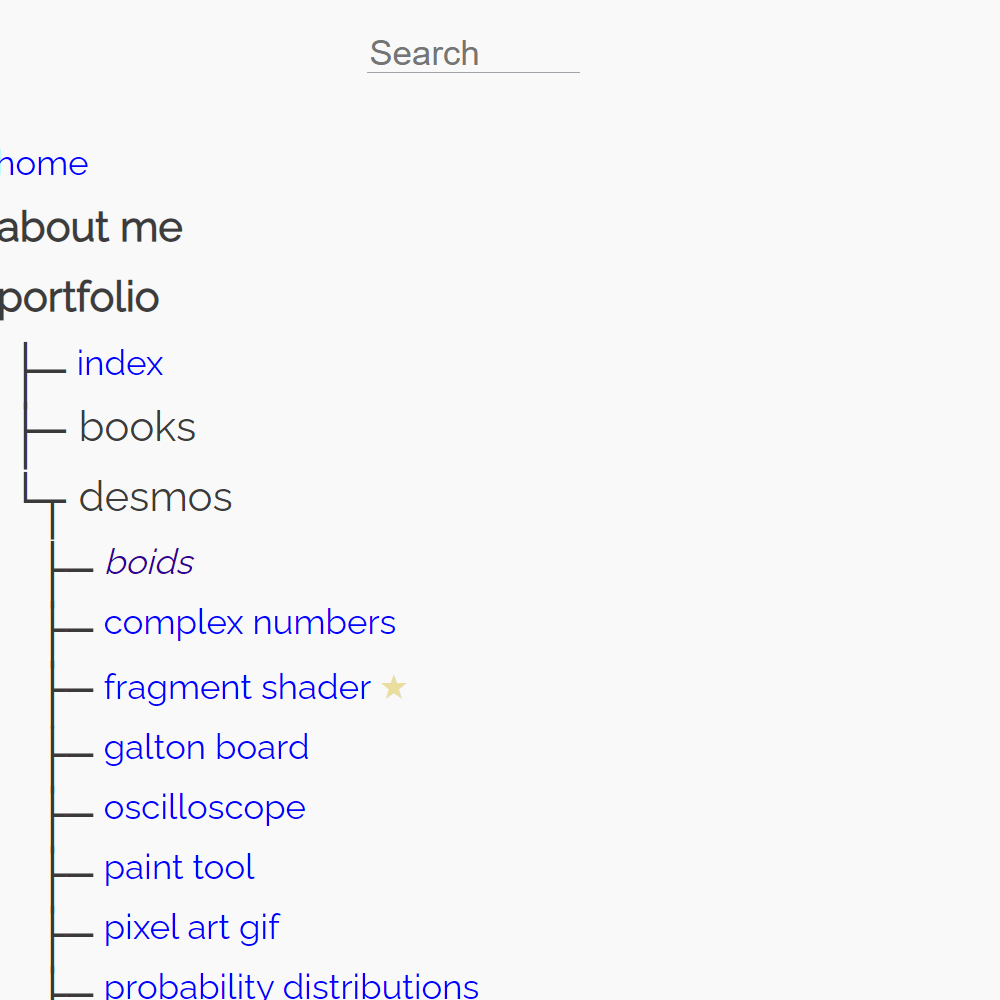 Search
home
about me
portfolio
index
books
desmos
boids
complex numbers
fragment shader ★
galton board
oscilloscope
paint tool
pixel art gif
probability distributions